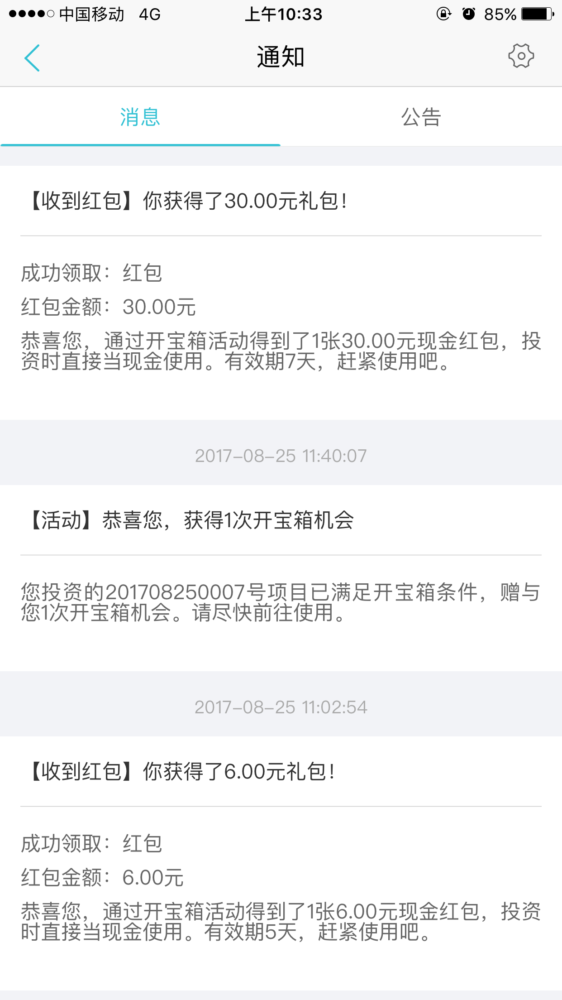 中国移动 4G 上午10:33 85%
通知
消息 公告
【收到红包】你获得了30.00元礼包！
成功领取：红包
红包金额：30.00元
恭喜您，通过开宝箱活动得到了1张30.00元现金红包，投
资时直接当现金使用。有效期7天，赶紧使用吧。
2017-08-25 11:40:07
【活动】恭喜您，获得1次开宝箱机会
您投资的201708250007号项目已满足开宝箱条件，赠与
您1次开宝箱机会。请尽快前往使用。
2017-08-25 11:02:54
【收到红包】你获得了6.00元礼包！
成功领取：红包
红包金额：6.00元
恭喜您，通过开宝箱活动得到了1张6.00元现金红包，投资
时直接当现金使用。有效期5天，赶紧使用吧。